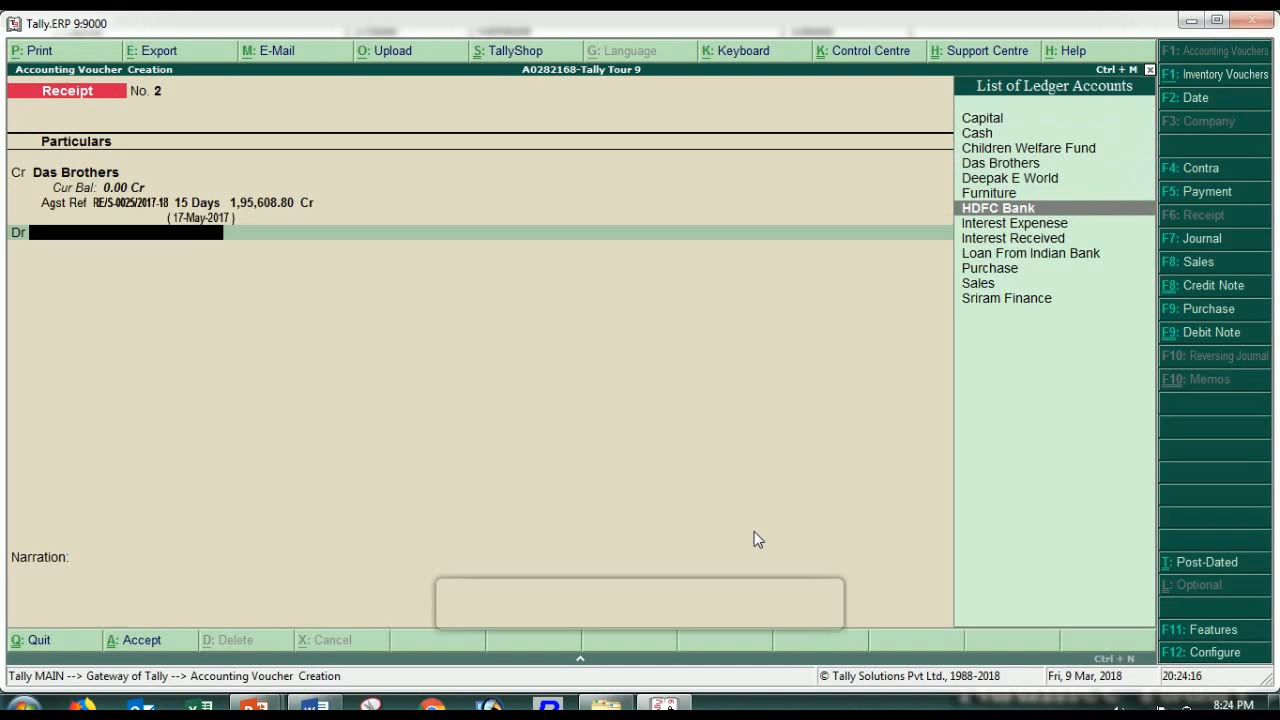 Tally.ERP 9:9000
P: Print E: Export M: E-Mail O: Upload S: TallyShop G: Language K: Keyboard K: Control Centre H: Support Centre H: Help
Accounting Voucher Creation A0282168-Tally Tour 9 Ctrl + M
Receipt No. 2
Particulars
Cr Das Brothers
Cur Bal: 0.00 Cr
Agst Ref RE/S-0025/2017-18 15 Days 1,95,608.80 Cr
( 17-May-2017 )
Dr
Narration:
List of Ledger Accounts
Capital
Cash
Children Welfare Fund
Das Brothers
Deepak E World
Furniture
HDFC Bank
Interest Expenese
Interest Received
Loan From Indian Bank
Purchase
Sales
Sriram Finance
F1: Accounting Vouchers
F1: Inventory Vouchers
F2: Date
F3: Company
F4: Contra
F5: Payment
F6: Receipt
F7: Journal
F8: Sales
F8: Credit Note
F9: Purchase
F9: Debit Note
F10: Reversing Journal
F10: Memos
T: Post-Dated
L: Optional
F11: Features
F12: Configure
Q: Quit A: Accept D: Delete X: Cancel
Ctrl + N
Tally MAIN --> Gateway of Tally --> Accounting Voucher Creation © Tally Solutions Pvt Ltd., 1988-2018 Fri, 9 Mar, 2018 20:24:16
8:24 PM